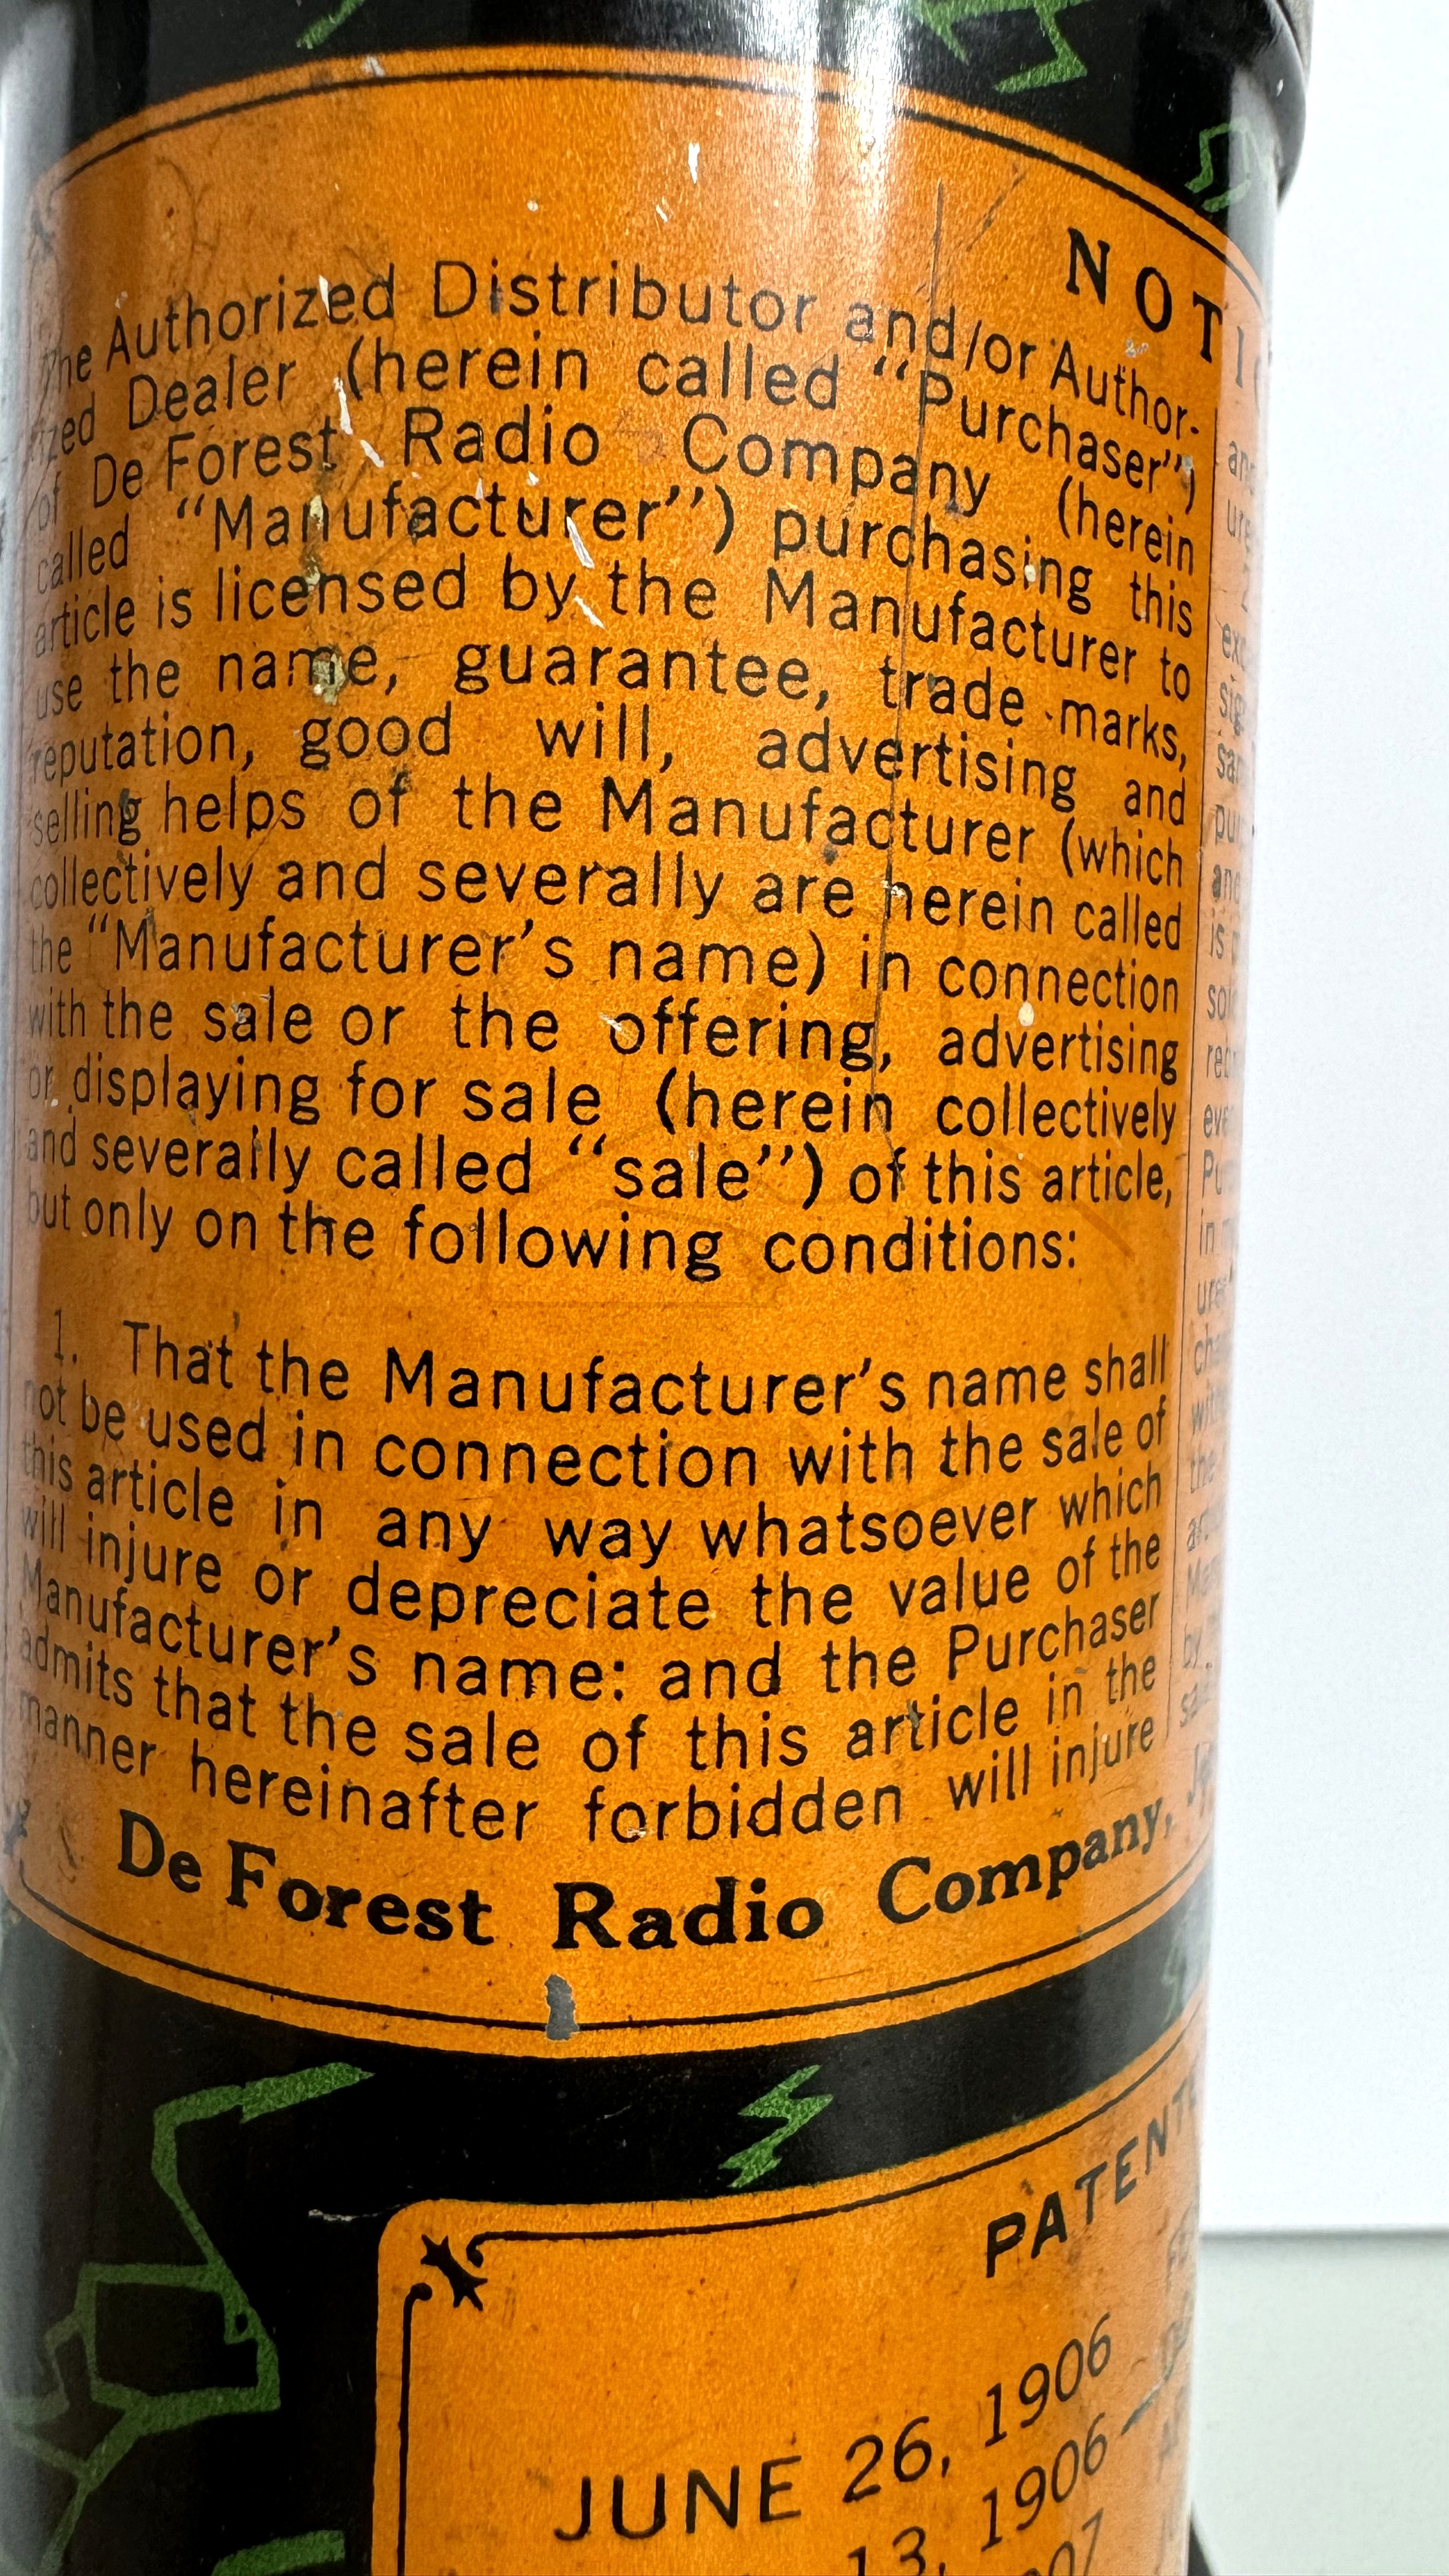 NOTIC
The Authorized Distributor and/or Author-
ized Dealer (herein called “Purchaser”)
of De Forest Radio Company (herein
called “Manufacturer”) purchasing this
article is licensed by the Manufacturer to
use the name, guarantee, trade marks,
reputation, good will, advertising and
selling helps of the Manufacturer (which
collectively and severally are herein called
the “Manufacturer’s name) in connection
with the sale or the offering, advertising
or displaying for sale (herein collectively
and severally called “sale”) of this article,
but only on the following conditions:
1. That the Manufacturer’s name shall
not be used in connection with the sale of
this article in any way whatsoever which
will injure or depreciate the value of the
Manufacturer’s name: and the Purchaser
admits that the sale of this article in the
manner hereinafter forbidden will injure
De Forest Radio Company, J
PATENTE
JUNE 26, 1906
13, 1906